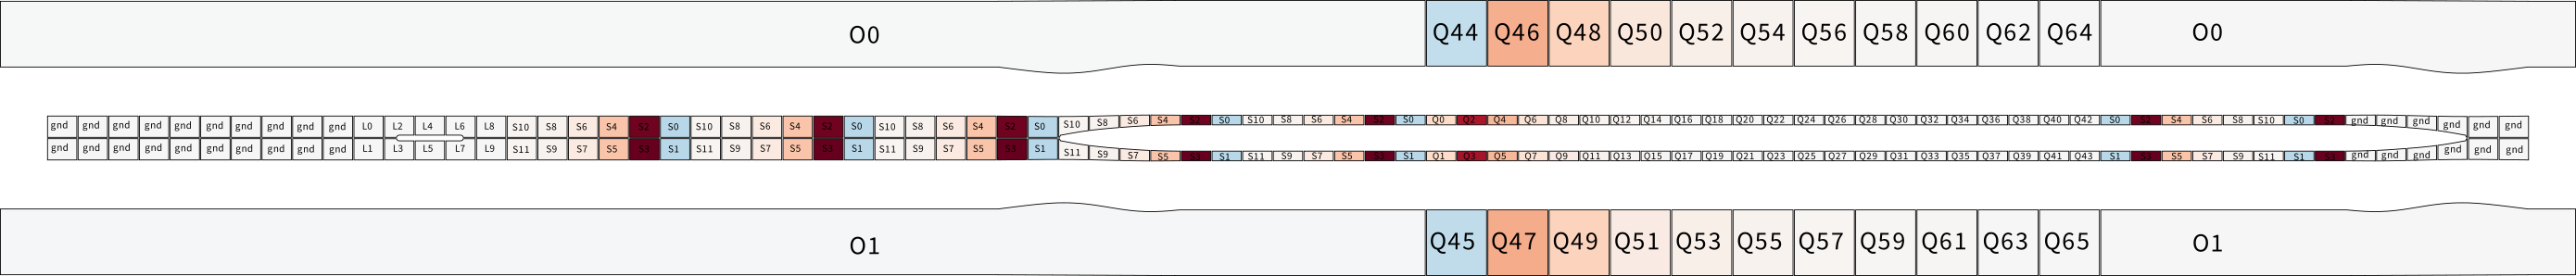 O0 Q44 Q46 Q48 Q50 Q52 Q54 Q56 Q58 Q60 Q62 Q64 O0
gnd gnd gnd gnd gnd gnd gnd gnd gnd gnd L0 L2 L4 L6 L8 S10 S8 S6 S4 S2 S0 S10 S8 S6 S4 S2 S0 S10 S8 S6 S4 S2 S0 S10 S8 S6 S4 S2 S0 S10 S8 S6 S4 S2 S0 Q0 Q2 Q4 Q6 Q8 Q10 Q12 Q14 Q16 Q18 Q20 Q22 Q24 Q26 Q28 Q30 Q32 Q34 Q36 Q38 Q40 Q42 S0 S2 S4 S6 S8 S10 S0 S2 gnd gnd gnd gnd gnd gnd
gnd gnd gnd gnd gnd gnd gnd gnd gnd gnd L1 L3 L5 L7 L9 S11 S9 S7 S5 S3 S1 S11 S9 S7 S5 S3 S1 S11 S9 S7 S5 S3 S1 S11 S9 S7 S5 S3 S1 S11 S9 S7 S5 S3 S1 Q1 Q3 Q5 Q7 Q9 Q11 Q13 Q15 Q17 Q19 Q21 Q23 Q25 Q27 Q29 Q31 Q33 Q35 Q37 Q39 Q41 Q43 S1 S3 S5 S7 S9 S11 S1 S3 gnd gnd gnd gnd gnd gnd
O1 Q45 Q47 Q49 Q51 Q53 Q55 Q57 Q59 Q61 Q63 Q65 O1